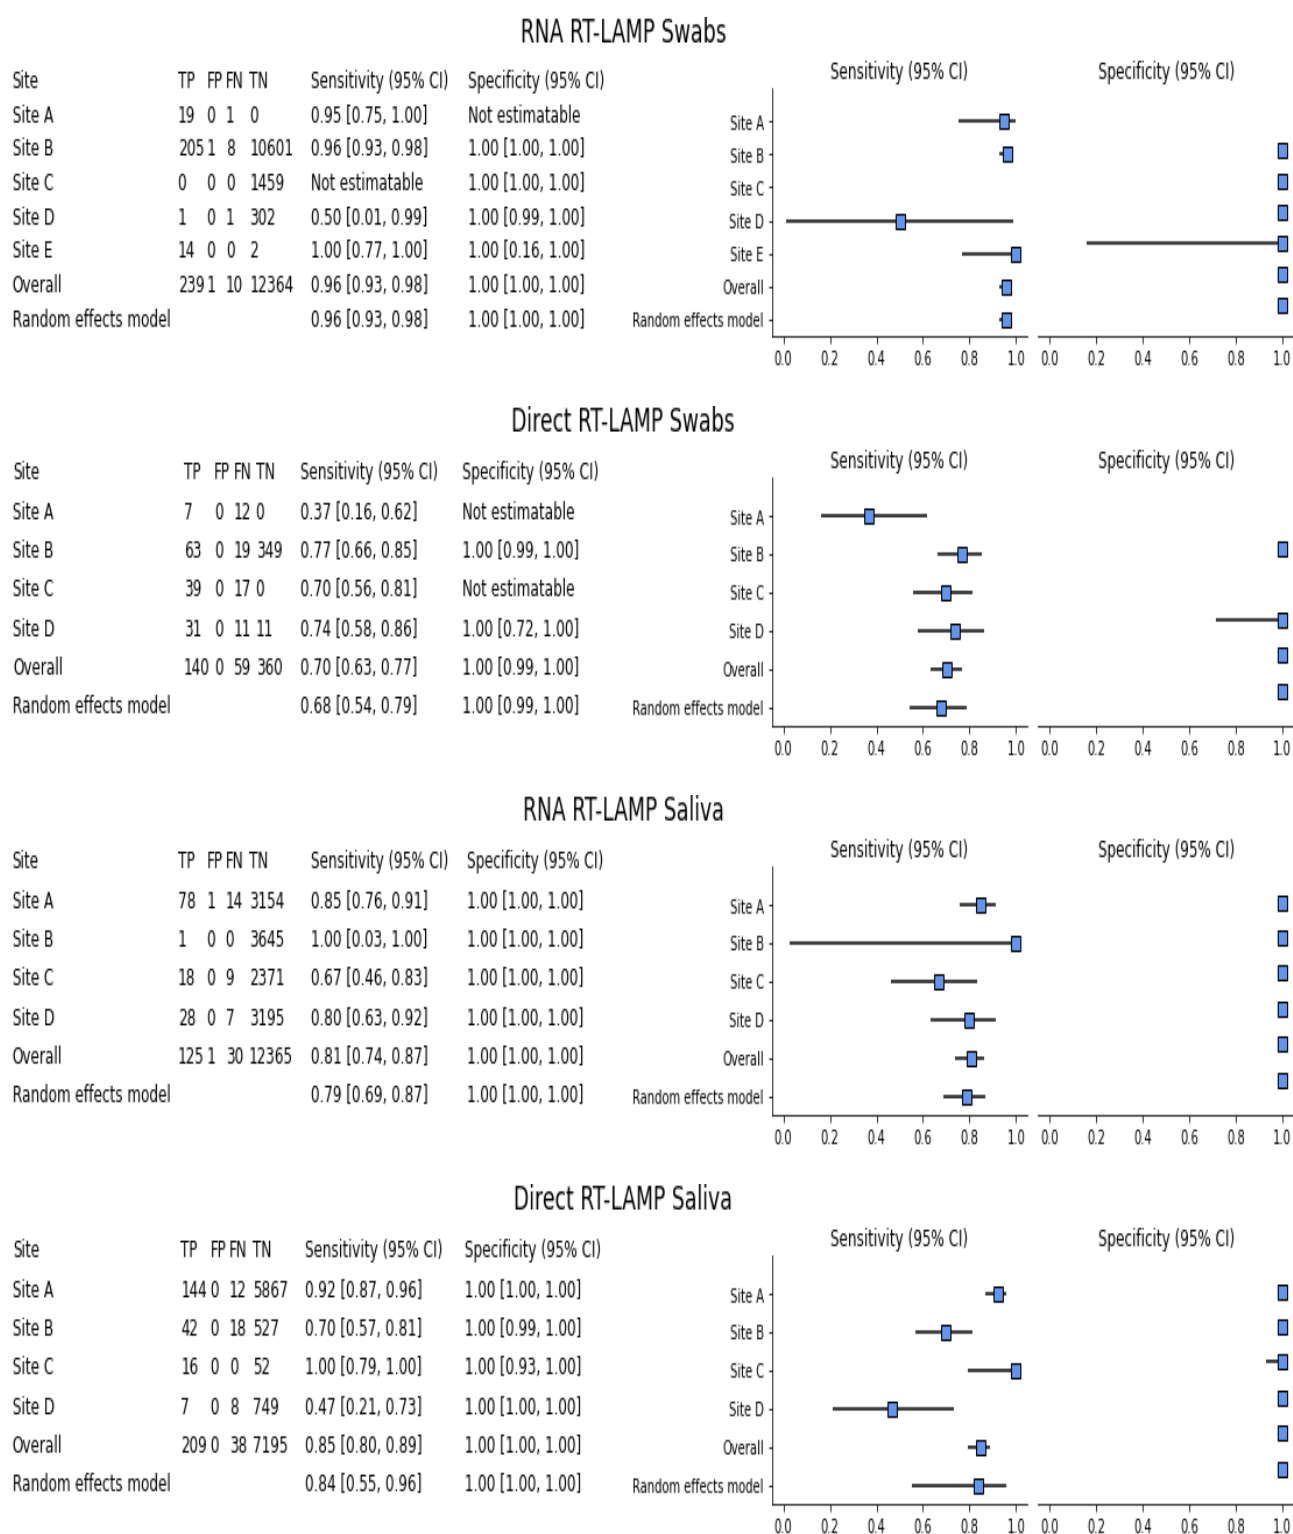 RNA RT-LAMP Swabs
Site TP FP FN TN Sensitivity (95% CI) Specificity (95% CI) Sensitivity (95% CI) Specificity (95% CI)
Site A 19 0 1 0 0.95 [0.75, 1.00] Not estimatable Site A
Site B 205 1 8 10601 0.96 [0.93, 0.98] 1.00 [1.00, 1.00] Site B
Site C 0 0 0 1459 Not estimatable 1.00 [1.00, 1.00] Site C
Site D 1 0 1 302 0.50 [0.01, 0.99] 1.00 [0.99, 1.00] Site D
Site E 14 0 0 2 1.00 [0.77, 1.00] 1.00 [0.16, 1.00] Site E
Overall 239 1 10 12364 0.96 [0.93, 0.98] 1.00 [1.00, 1.00] Overall
Random effects model 0.96 [0.93, 0.98] 1.00 [1.00, 1.00] Random effects model
0.0 0.2 0.4 0.6 0.8 1.0 0.0 0.2 0.4 0.6 0.8 1.0
Direct RT-LAMP Swabs
Site TP FP FN TN Sensitivity (95% CI) Specificity (95% CI) Sensitivity (95% CI) Specificity (95% CI)
Site A 7 0 12 0 0.37 [0.16, 0.62] Not estimatable Site A
Site B 63 0 19 349 0.77 [0.66, 0.85] 1.00 [0.99, 1.00] Site B
Site C 39 0 17 0 0.70 [0.56, 0.81] Not estimatable Site C
Site D 31 0 11 11 0.74 [0.58, 0.86] 1.00 [0.72, 1.00] Site D
Overall 140 0 59 360 0.70 [0.63, 0.77] 1.00 [0.99, 1.00] Overall
Random effects model 0.68 [0.54, 0.79] 1.00 [0.99, 1.00] Random effects model
0.0 0.2 0.4 0.6 0.8 1.0 0.0 0.2 0.4 0.6 0.8 1.0
RNA RT-LAMP Saliva
Site TP FP FN TN Sensitivity (95% CI) Specificity (95% CI) Sensitivity (95% CI) Specificity (95% CI)
Site A 78 1 14 3154 0.85 [0.76, 0.91] 1.00 [1.00, 1.00] Site A
Site B 1 0 0 3645 1.00 [0.03, 1.00] 1.00 [1.00, 1.00] Site B
Site C 18 0 9 2371 0.67 [0.46, 0.83] 1.00 [1.00, 1.00] Site C
Site D 28 0 7 3195 0.80 [0.63, 0.92] 1.00 [1.00, 1.00] Site D
Overall 125 1 30 12365 0.81 [0.74, 0.87] 1.00 [1.00, 1.00] Overall
Random effects model 0.79 [0.69, 0.87] 1.00 [1.00, 1.00] Random effects model
0.0 0.2 0.4 0.6 0.8 1.0 0.0 0.2 0.4 0.6 0.8 1.0
Direct RT-LAMP Saliva
Site TP FP FN TN Sensitivity (95% CI) Specificity (95% CI) Sensitivity (95% CI) Specificity (95% CI)
Site A 144 0 12 5867 0.92 [0.87, 0.96] 1.00 [1.00, 1.00] Site A
Site B 42 0 18 527 0.70 [0.57, 0.81] 1.00 [0.99, 1.00] Site B
Site C 16 0 0 52 1.00 [0.79, 1.00] 1.00 [0.93, 1.00] Site C
Site D 7 0 8 749 0.47 [0.21, 0.73] 1.00 [1.00, 1.00] Site D
Overall 209 0 38 7195 0.85 [0.80, 0.89] 1.00 [1.00, 1.00] Overall
Random effects model 0.84 [0.55, 0.96] 1.00 [1.00, 1.00] Random effects model
0.0 0.2 0.4 0.6 0.8 1.0 0.0 0.2 0.4 0.6 0.8 1.0